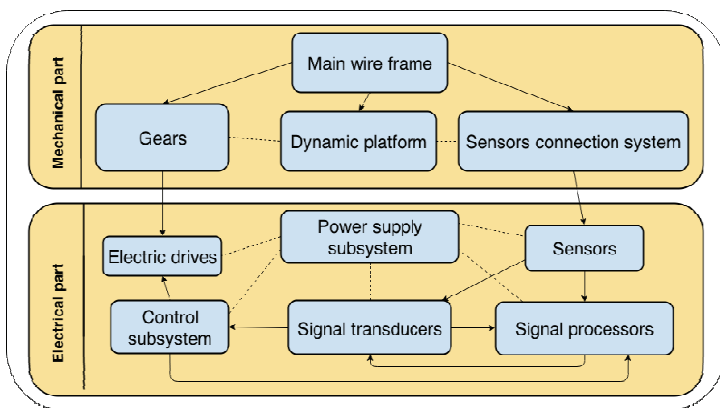 Mechanical part
Main wire frame
Gears
Dynamic platform
Sensors connection system
Electrical part
Power supply
subsystem
Electric drives
Sensors
Control
subsystem
Signal transducers
Signal processors